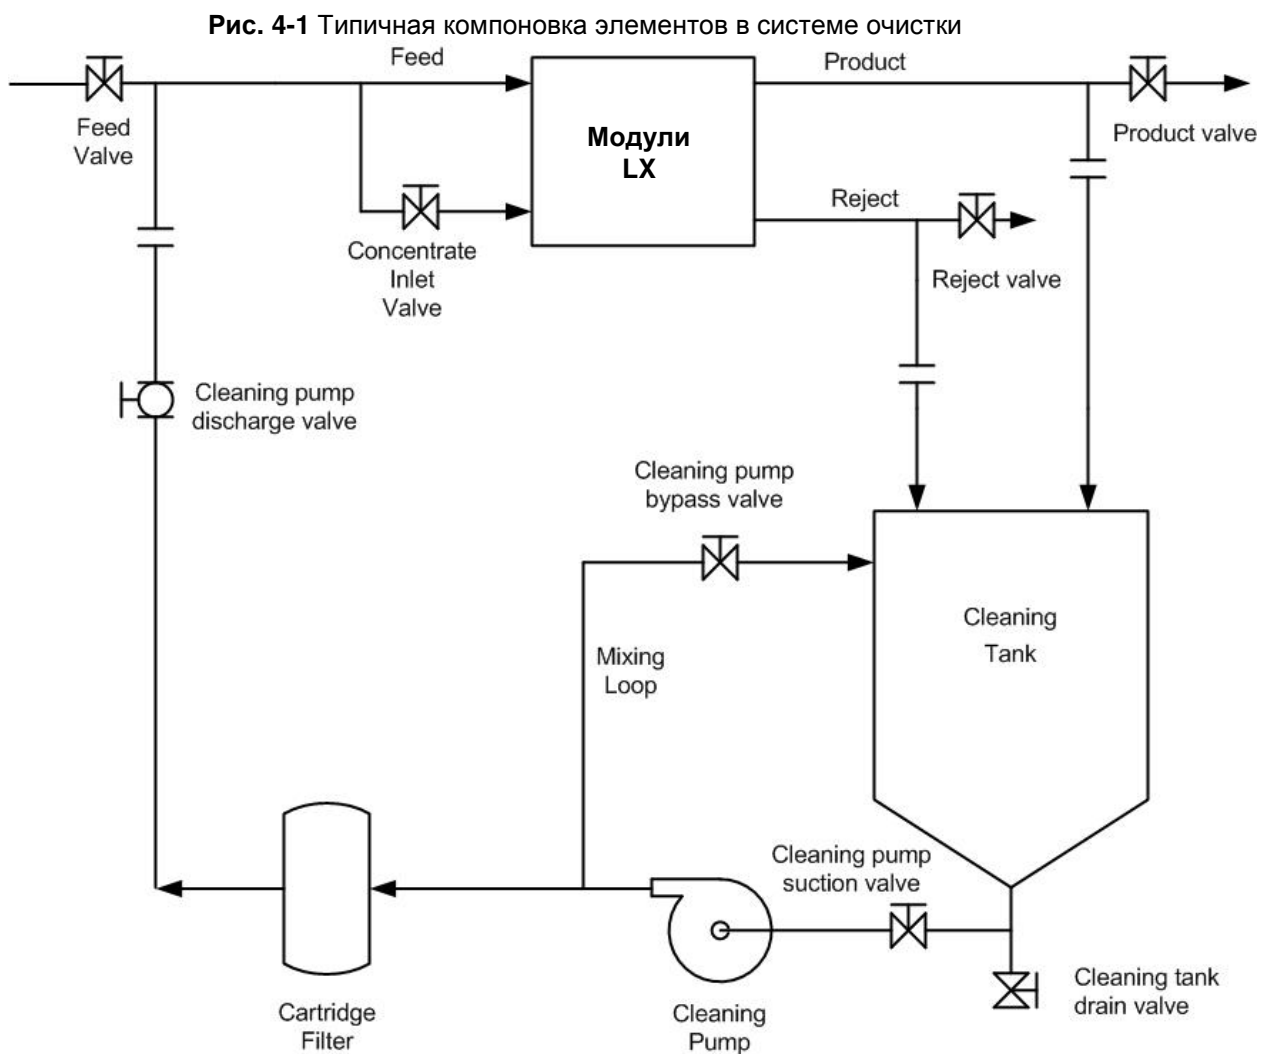 Рис. 4-1 Типичная компоновка элементов в системе очистки
Feed
Product
Feed
Valve
Product valve
Модули
LX
Reject
Concentrate
Inlet
Valve
Reject valve
Cleaning pump
discharge valve
Cleaning pump
bypass valve
Cleaning
Tank
Mixing
Loop
Cleaning pump
suction valve
Cleaning tank
drain valve
Cartridge
Filter
Cleaning
Pump